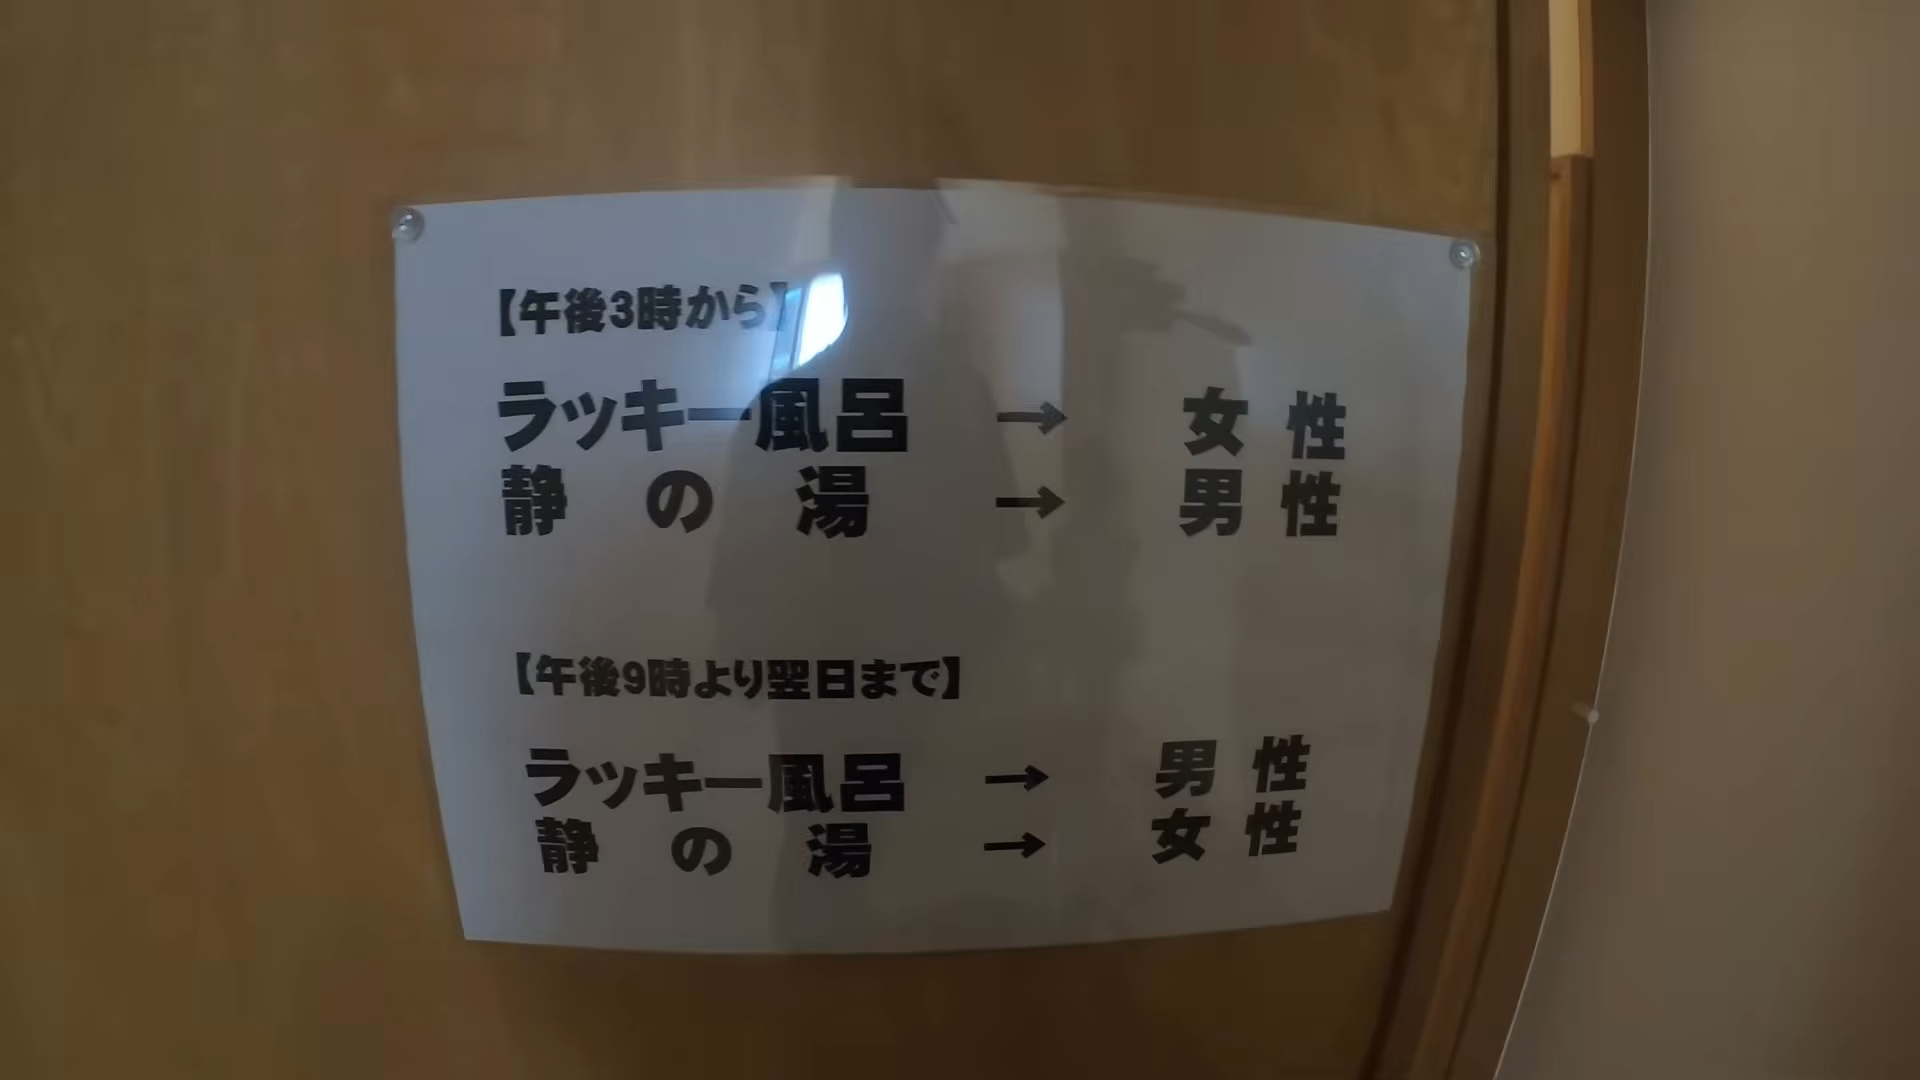 【午後3時から】
ラッキー風呂 → 女性
静の湯 → 男性
【午後9時より翌日まで】
ラッキー風呂 → 男性
静の湯 → 女性